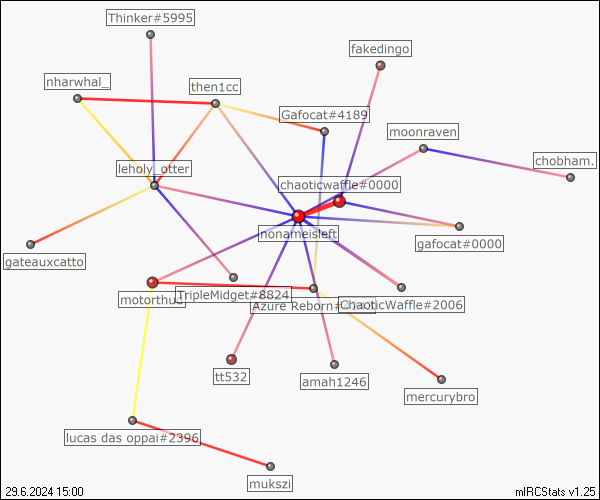 Thinker#5995
fakedingo
nharwhal_
then1cc
Gafocat#4189
moonraven
chobham.
leholy_otter
chaoticwaffle#0000
nonameisleft
gafocat#0000
gateauxcatto
TripleMidget#8824
motorthud
Azure Reborn#
ChaoticWaffle#2006
tt532
amah1246
mercurybro
lucas das oppai#2396
mukszi
29.6.2024 15:00
mIRCStats v1.25